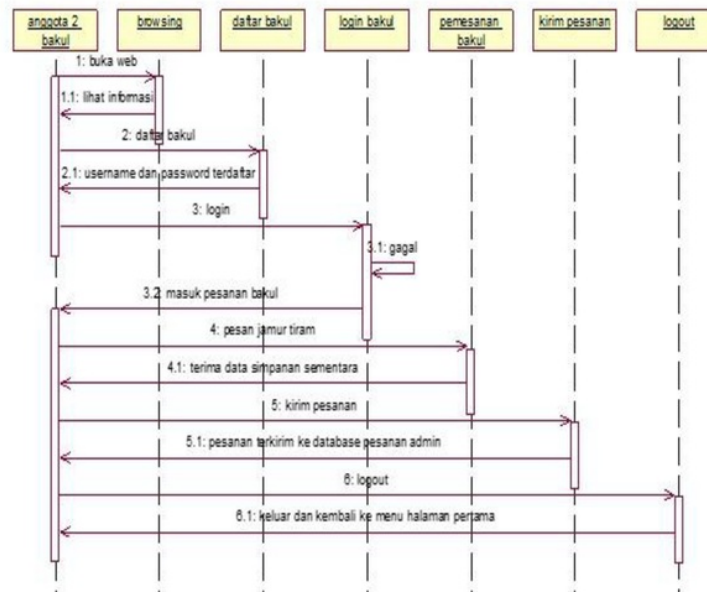 anggota 2
bakul
browsing
daftar bakul
login bakul
pemesanan
bakul
kirim pesanan
logout
1: buka web
1.1: lihat informasi
2: daftar bakul
2.1: username dan password terdaftar
3: login
3.1: gagal
3.2: masuk pesanan bakul
4: pesan jamur tiram
4.1: terima data simpanan sementara
5: kirim pesanan
5.1: pesanan terkirim ke database pesanan admin
6: logout
6.1: keluar dan kembali ke menu halaman pertama